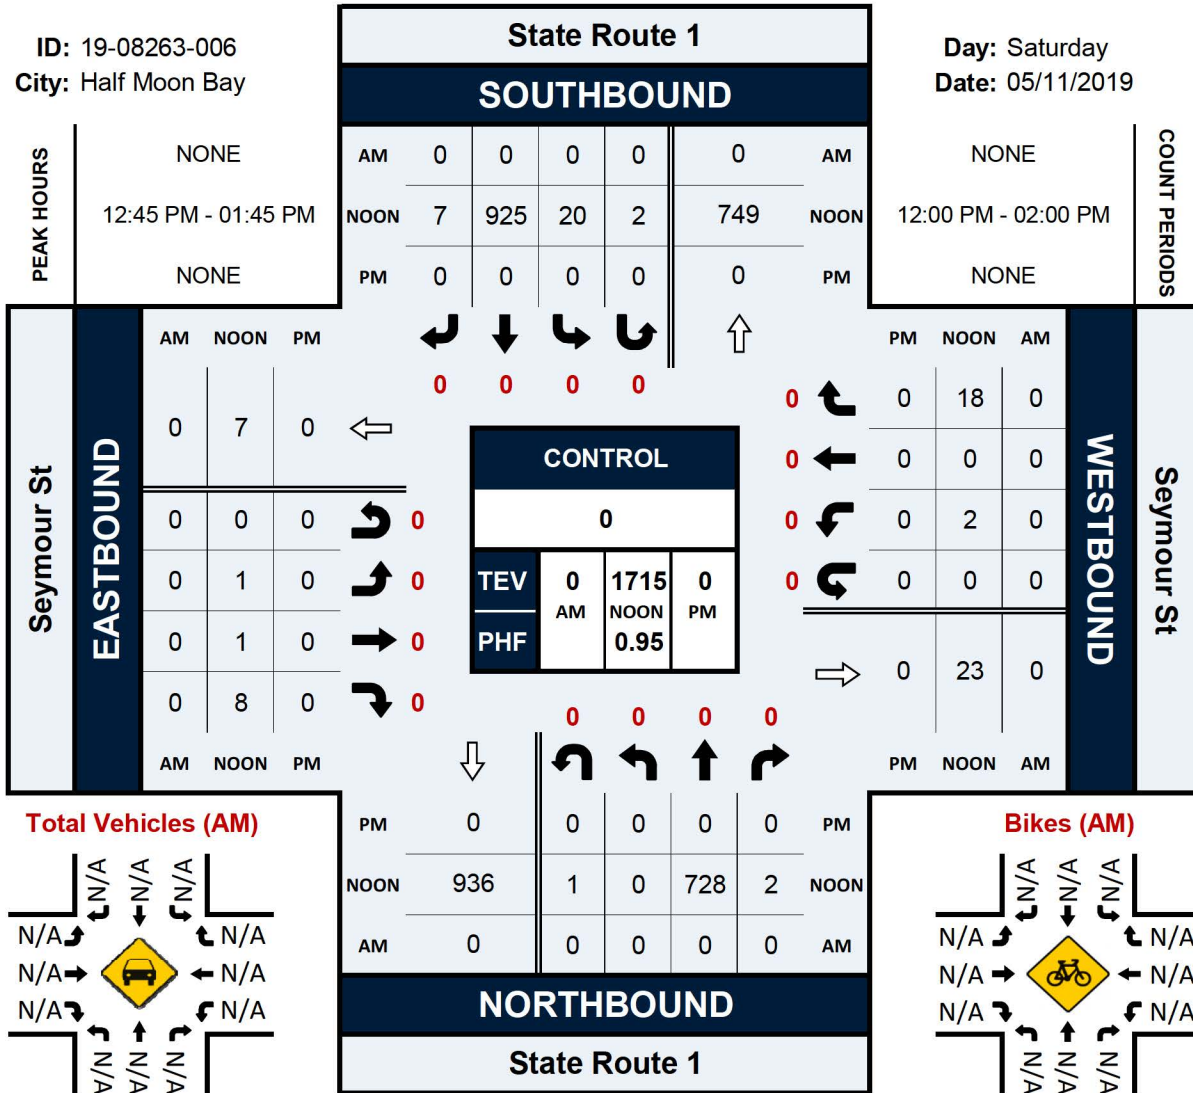 State Route 1
ID: 19-08263-006
Day: Saturday
City: Half Moon Bay
Date: 05/11/2019
SOUTHBOUND
PEAK HOURS
NONE
AM 0 0 0 0 0 AM
NONE
COUNT PERIODS
12:45 PM - 01:45 PM
NOON 7 925 20 2 749 NOON
12:00 PM - 02:00 PM
NONE
PM 0 0 0 0 0 PM
NONE
AM NOON PM
PM NOON AM
0 0 0 0
0 0 18 0
0 7 0
0 0 0 0
Seymour St
EASTBOUND
CONTROL
0
WESTBOUND
Seymour St
0 0 0 0
0 0 2 0
0 1 0 0
0 0 0 0
TEV 0 1715 0
AM NOON PM
PHF 0.95
0 1 0 0
0 23 0
0 8 0 0
0 0 0 0
AM NOON PM
PM NOON AM
Total Vehicles (AM)
PM 0 0 0 0 0 PM
Bikes (AM)
NOON 936 1 0 728 2 NOON
AM 0 0 0 0 0 AM
NORTHBOUND
State Route 1
N/A N/A N/A
N/A N/A
N/A N/A
N/A N/A
N/A N/A N/A
N/A N/A N/A
N/A N/A
N/A N/A
N/A N/A
N/A N/A N/A